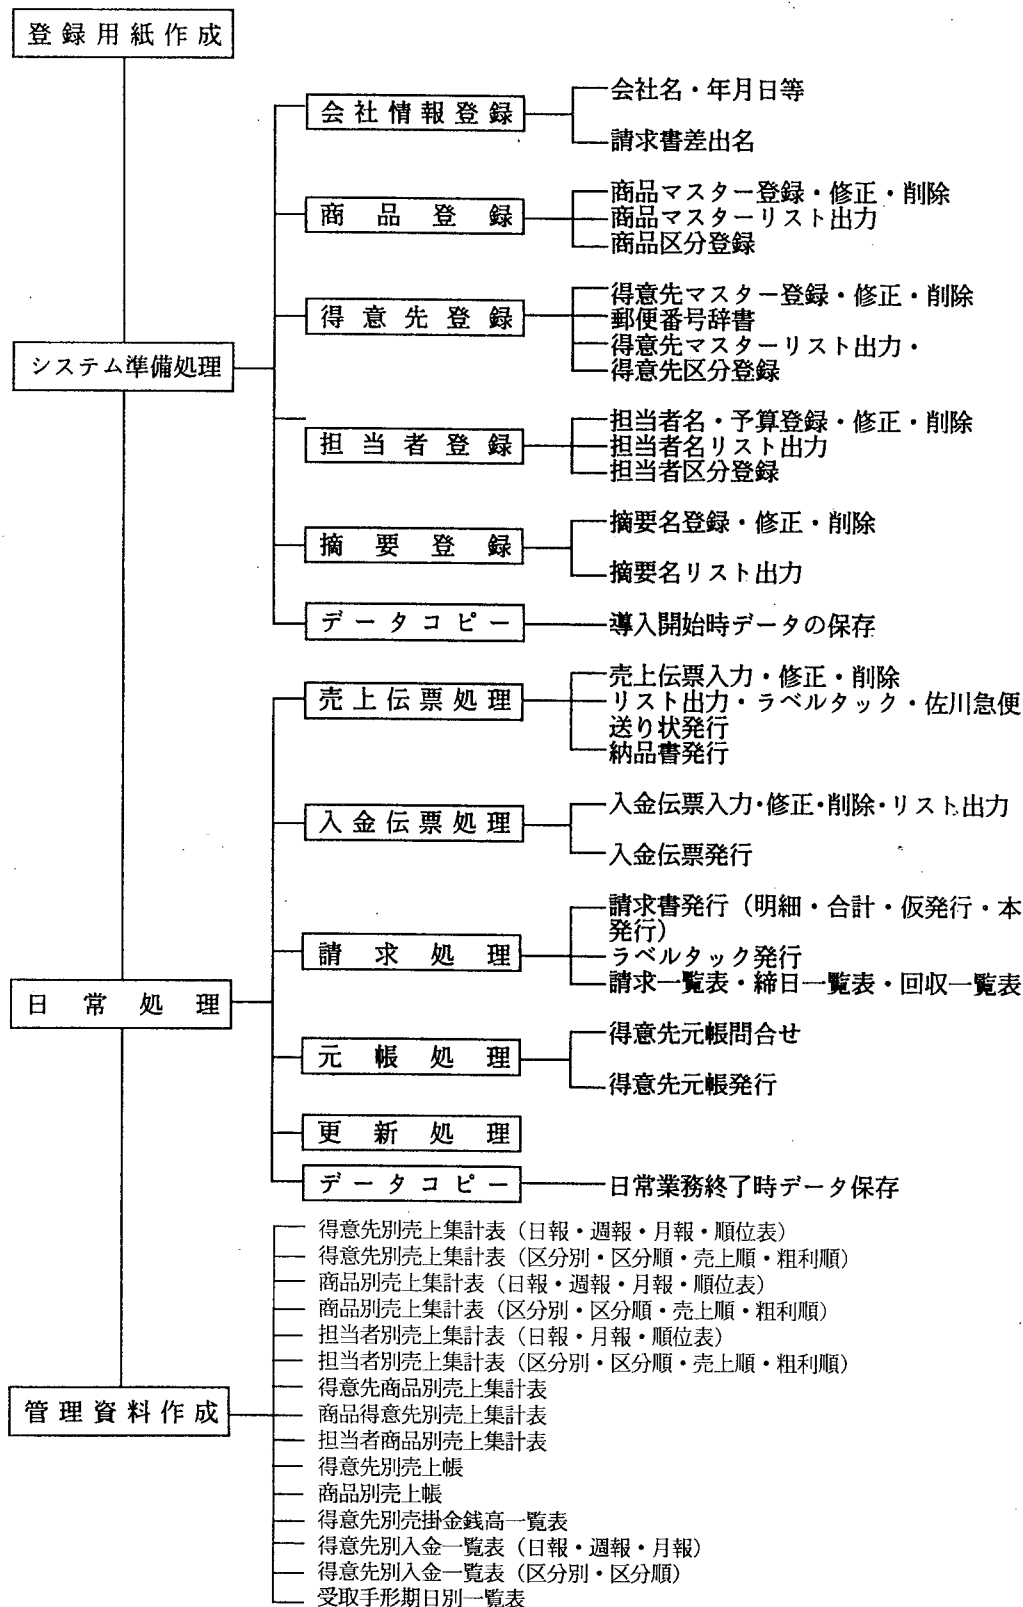 登録用紙作成
会社情報登録
会社名・年月日等
請求書差出名
商品登録
商品マスター登録・修正・削除
商品マスターリスト出力
商品区分登録
得意先登録
得意先マスター登録・修正・削除
郵便番号辞書
得意先マスターリスト出力・
得意先区分登録
システム準備処理
担当者登録
担当者名・予算登録・修正・削除
担当者名リスト出力
担当者区分登録
摘要登録
摘要名登録・修正・削除
摘要名リスト出力
データコピー
導入開始時データの保存
売上伝票処理
売上伝票入力・修正・削除
リスト出力・ラベルタック・佐川急便
送り状発行
納品書発行
入金伝票処理
入金伝票入力・修正・削除・リスト出力
入金伝票発行
請求処理
請求書発行（明細・合計・仮発行・本
発行）
ラベルタック発行
請求一覧表・締日一覧表・回収一覧表
日常処理
元帳処理
得意先元帳問合せ
得意先元帳発行
更新処理
データコピー
日常業務終了時データ保存
得意先別売上集計表（日報・週報・月報・順位表）
得意先別売上集計表（区分別・区分順・売上順・粗利順）
商品別売上集計表（日報・週報・月報・順位表）
商品別売上集計表（区分別・区分順・売上順・粗利順）
担当者別売上集計表（日報・月報・順位表）
担当者別売上集計表（区分別・区分順・売上順・粗利順）
得意先商品別売上集計表
管理資料作成
商品得意先別売上集計表
担当者商品別売上集計表
得意先別売上帳
商品別売上帳
得意先別売掛金銭高一覧表
得意先別入金一覧表（日報・週報・月報）
得意先別入金一覧表（区分別・区分順）
受取手形期日別一覧表